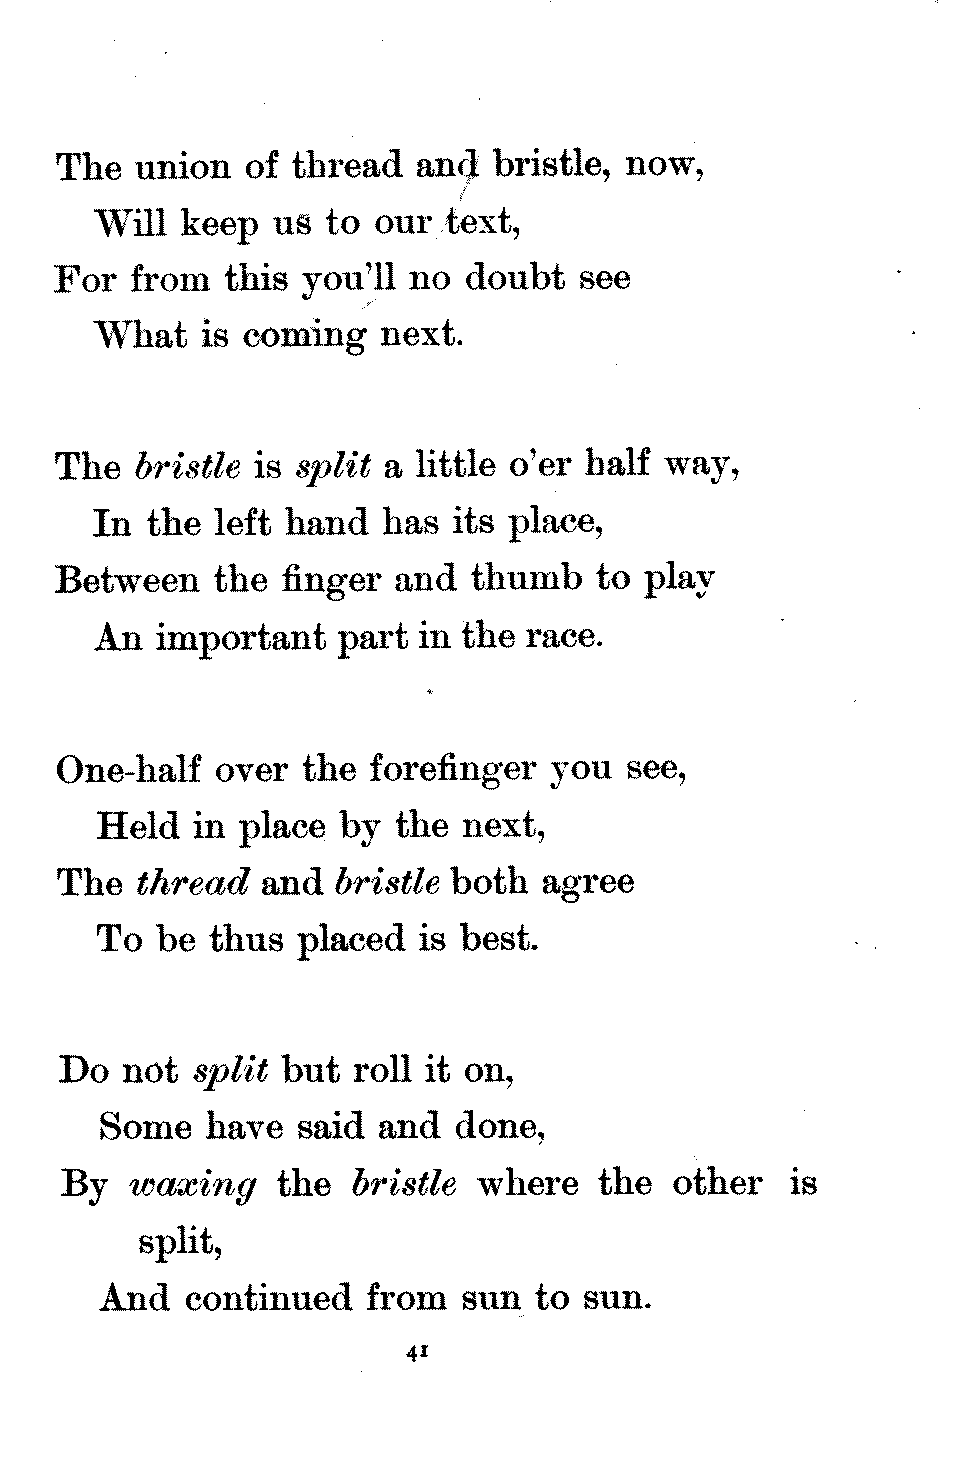 The union of thread and bristle, now,
Will keep us to our text,
For from this you'll no doubt see
What is coming next.
The bristle is split a little o'er half way,
In the left hand has its place,
Between the finger and thumb to play
An important part in the race.
One-half over the forefinger you see,
Held in place by the next,
The thread and bristle both agree
To be thus placed is best.
Do not split but roll it on,
Some have said and done,
By waxing the bristle where the other is
split,
And continued from sun to sun.
41